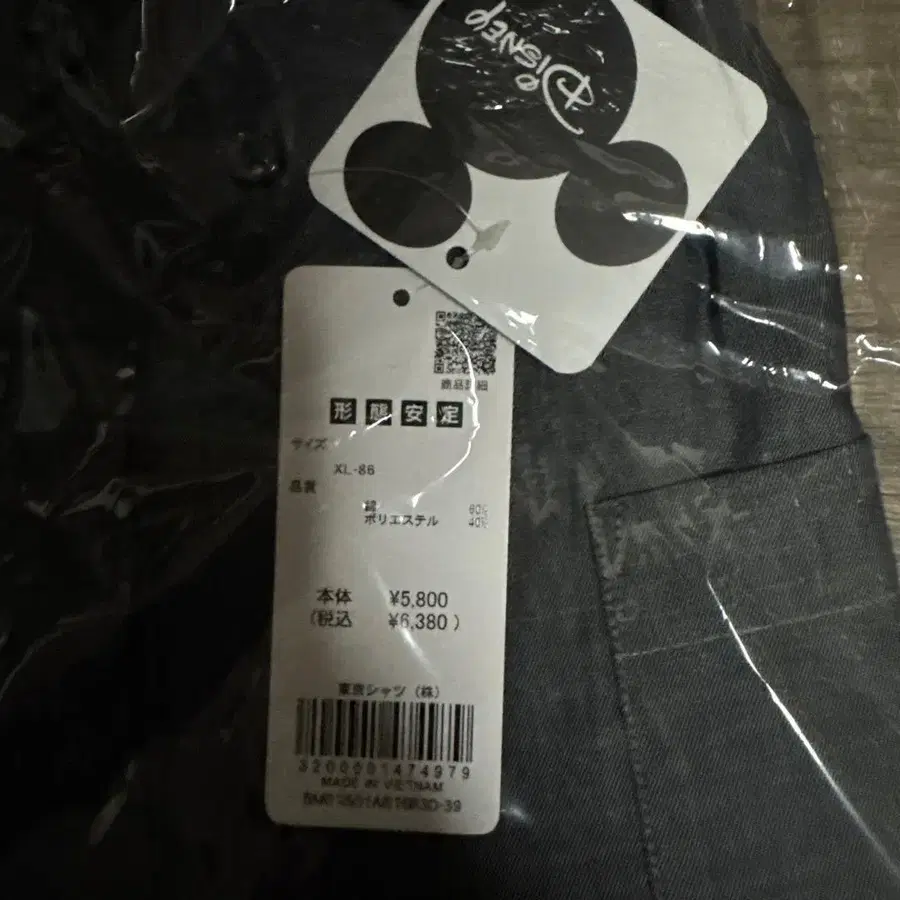 Disney
商品詳細
形態安定
サイズ
XL-86
品質
綿 60%
ポリエステル 40%
本体 ¥5,800
(税込 ¥6,380)
東京シャツ(株)
3200001474979
MADE IN VIETNAM